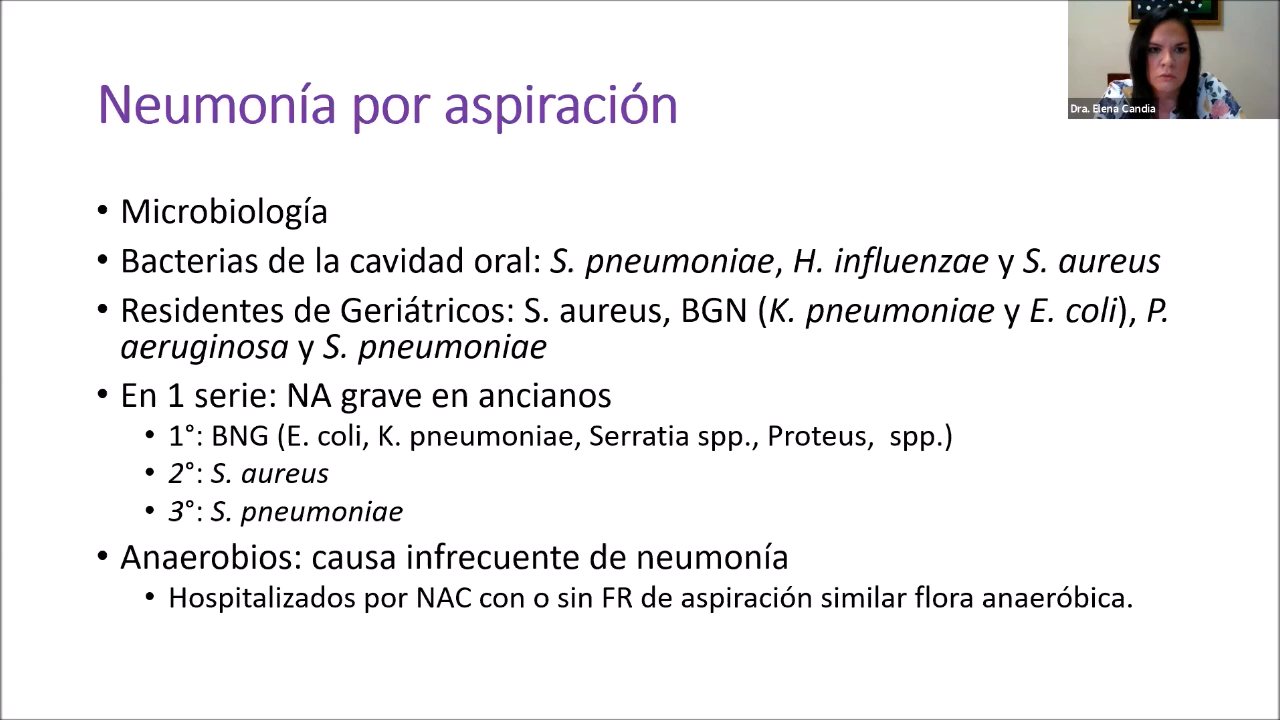 Neumonía por aspiración
Dra. Elena Candia
• Microbiología
• Bacterias de la cavidad oral: S. pneumoniae, H. influenzae y S. aureus
• Residentes de Geriátricos: S. aureus, BGN (K. pneumoniae y E. coli), P.
aeruginosa y S. pneumoniae
• En 1 serie: NA grave en ancianos
• 1°: BNG (E. coli, K. pneumoniae, Serratia spp., Proteus, spp.)
• 2°: S. aureus
• 3°: S. pneumoniae
• Anaerobios: causa infrecuente de neumonía
• Hospitalizados por NAC con o sin FR de aspiración similar flora anaeróbica.